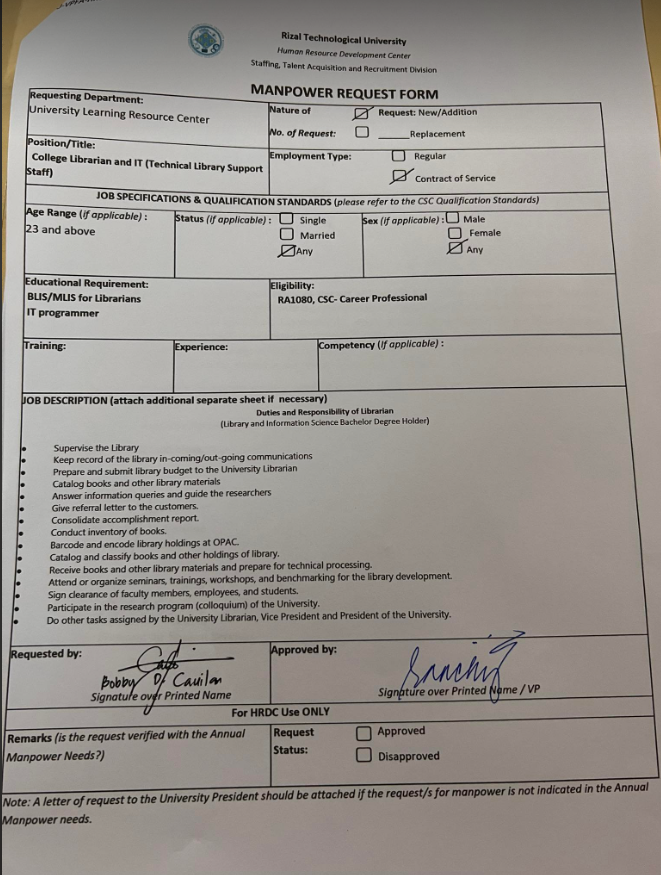 Rizal Technological University
Human Resource Development Center
Staffing, Talent Acquisition and Recruitment Division
MANPOWER REQUEST FORM
Requesting Department:
University Learning Resource Center
Nature of Request: New/Addition
No. of Request: ______Replacement
Position/Title:
College Librarian and IT (Technical Library Support
Staff)
Employment Type: Regular
Contract of Service
JOB SPECIFICATIONS & QUALIFICATION STANDARDS (please refer to the CSC Qualification Standards)
Age Range (if applicable) :
23 and above
Status (if applicable) : Single
Married
Any
Sex (if applicable) : Male
Female
Any
Educational Requirement:
BLIS/MLIS for Librarians
IT programmer
Eligibility:
RA1080, CSC- Career Professional
Training:
Experience:
Competency (if applicable) :
JOB DESCRIPTION (attach additional separate sheet if necessary)
Duties and Responsibility of Librarian
(Library and Information Science Bachelor Degree Holder)
• Supervise the Library
• Keep record of the library in-coming/out-going communications
• Prepare and submit library budget to the University Librarian
• Catalog books and other library materials
• Answer information queries and guide the researchers
• Give referral letter to the customers.
• Consolidate accomplishment report.
• Conduct inventory of books.
• Barcode and encode library holdings at OPAC.
• Catalog and classify books and other holdings of library.
• Receive books and other library materials and prepare for technical processing.
• Attend or organize seminars, trainings, workshops, and benchmarking for the library development.
• Sign clearance of faculty members, employees, and students.
• Participate in the research program (colloquium) of the University.
• Do other tasks assigned by the University Librarian, Vice President and President of the University.
Requested by:
Bobby D. Cavilan
Signature over Printed Name
Approved by:
Signature over Printed Name / VP
For HRDC Use ONLY
Remarks (is the request verified with the Annual
Manpower Needs?)
Request
Status:
Approved
Disapproved
Note: A letter of request to the University President should be attached if the request/s for manpower is not indicated in the Annual
Manpower needs.